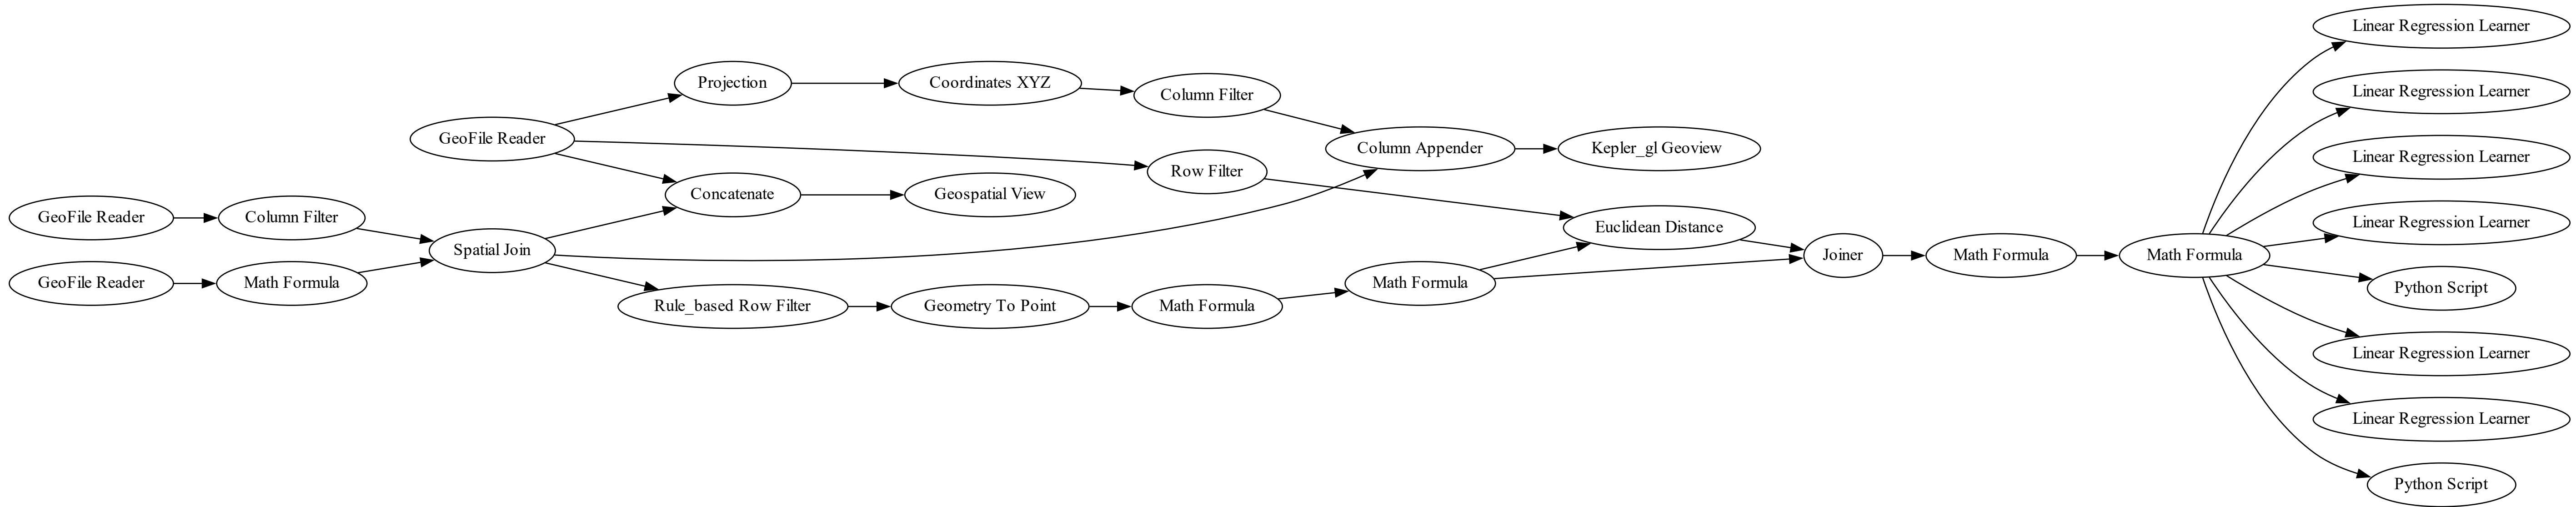 Linear Regression Learner
Linear Regression Learner
Projection
Coordinates XYZ
Column Filter
GeoFile Reader
Column Appender
Kepler_gl Geoview
Linear Regression Learner
Row Filter
Concatenate
Geospatial View
GeoFile Reader
Column Filter
Euclidean Distance
Linear Regression Learner
Spatial Join
Joiner
Math Formula
Math Formula
GeoFile Reader
Math Formula
Math Formula
Python Script
Rule_based Row Filter
Geometry To Point
Math Formula
Linear Regression Learner
Linear Regression Learner
Python Script